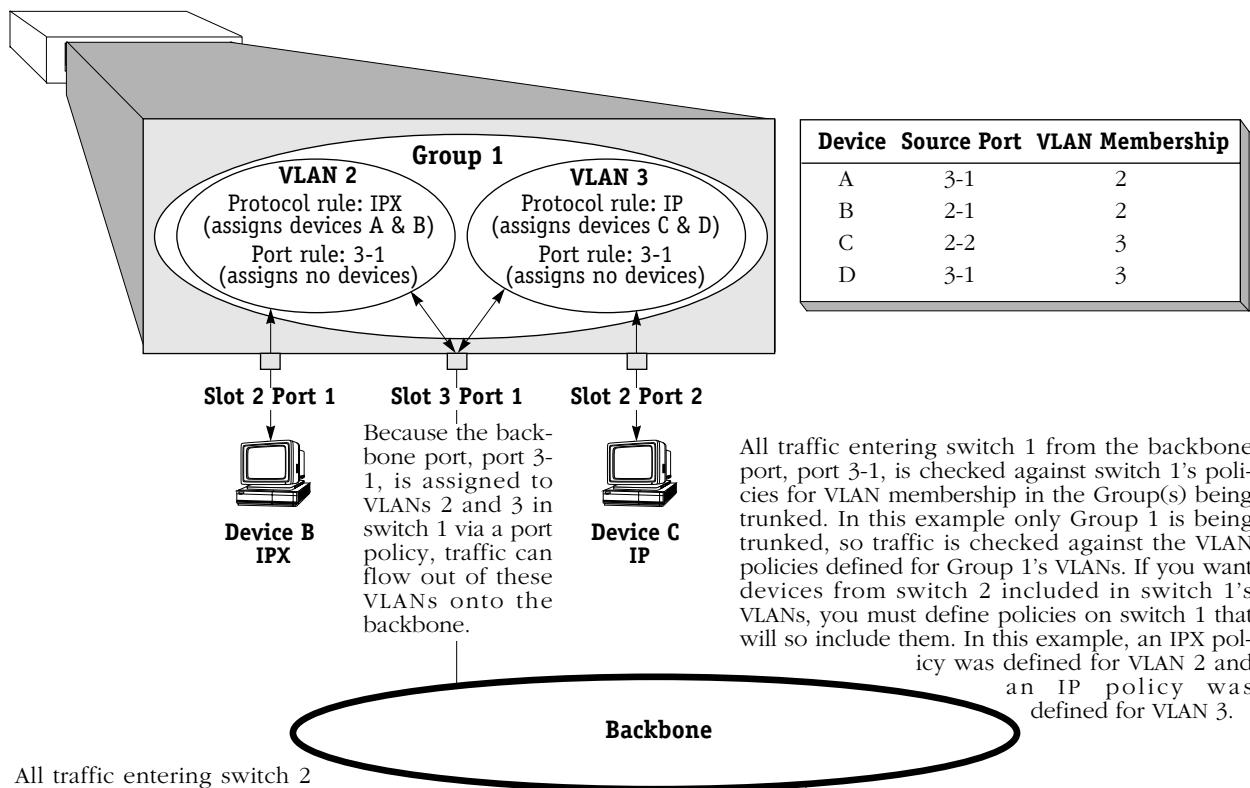 Group 1
VLAN 2
Protocol rule: IPX
(assigns devices A & B)
Port rule: 3-1
(assigns no devices)
VLAN 3
Protocol rule: IP
(assigns devices C & D)
Port rule: 3-1
(assigns no devices)
Device Source Port VLAN Membership
A 3-1 2
B 2-1 2
C 2-2 3
D 3-1 3
Slot 2 Port 1
Slot 3 Port 1
Slot 2 Port 2
Device B
IPX
Because the back-
bone port, port 3-
1, is assigned to
VLANs 2 and 3 in
switch 1 via a port
policy, traffic can
flow out of these
VLANs onto the
backbone.
Device C
IP
All traffic entering switch 1 from the backbone
port, port 3-1, is checked against switch 1's poli-
cies for VLAN membership in the Group(s) being
trunked. In this example only Group 1 is being
trunked, so traffic is checked against the VLAN
policies defined for Group 1's VLANs. If you want
devices from switch 2 included in switch 1's
VLANs, you must define policies on switch 1 that
will so include them. In this example, an IPX pol-
icy was defined for VLAN 2 and
an IP policy was
defined for VLAN 3.
Backbone
All traffic entering switch 2